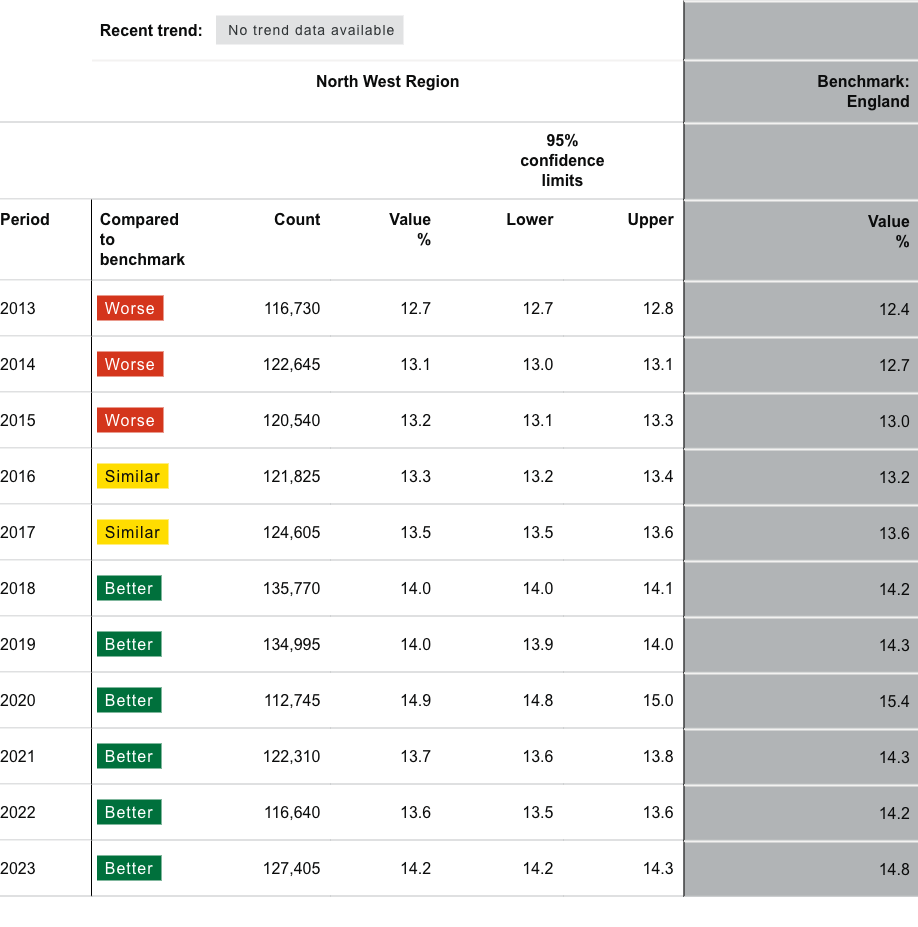 Recent trend: No trend data available
North West Region Benchmark:
England
95%
confidence
limits
Period Compared Count Value Lower Upper Value
to % %
benchmark
2013 Worse 116,730 12.7 12.7 12.8 12.4
2014 Worse 122,645 13.1 13.0 13.1 12.7
2015 Worse 120,540 13.2 13.1 13.3 13.0
2016 Similar 121,825 13.3 13.2 13.4 13.2
2017 Similar 124,605 13.5 13.5 13.6 13.6
2018 Better 135,770 14.0 14.0 14.1 14.2
2019 Better 134,995 14.0 13.9 14.0 14.3
2020 Better 112,745 14.9 14.8 15.0 15.4
2021 Better 122,310 13.7 13.6 13.8 14.3
2022 Better 116,640 13.6 13.5 13.6 14.2
2023 Better 127,405 14.2 14.2 14.3 14.8